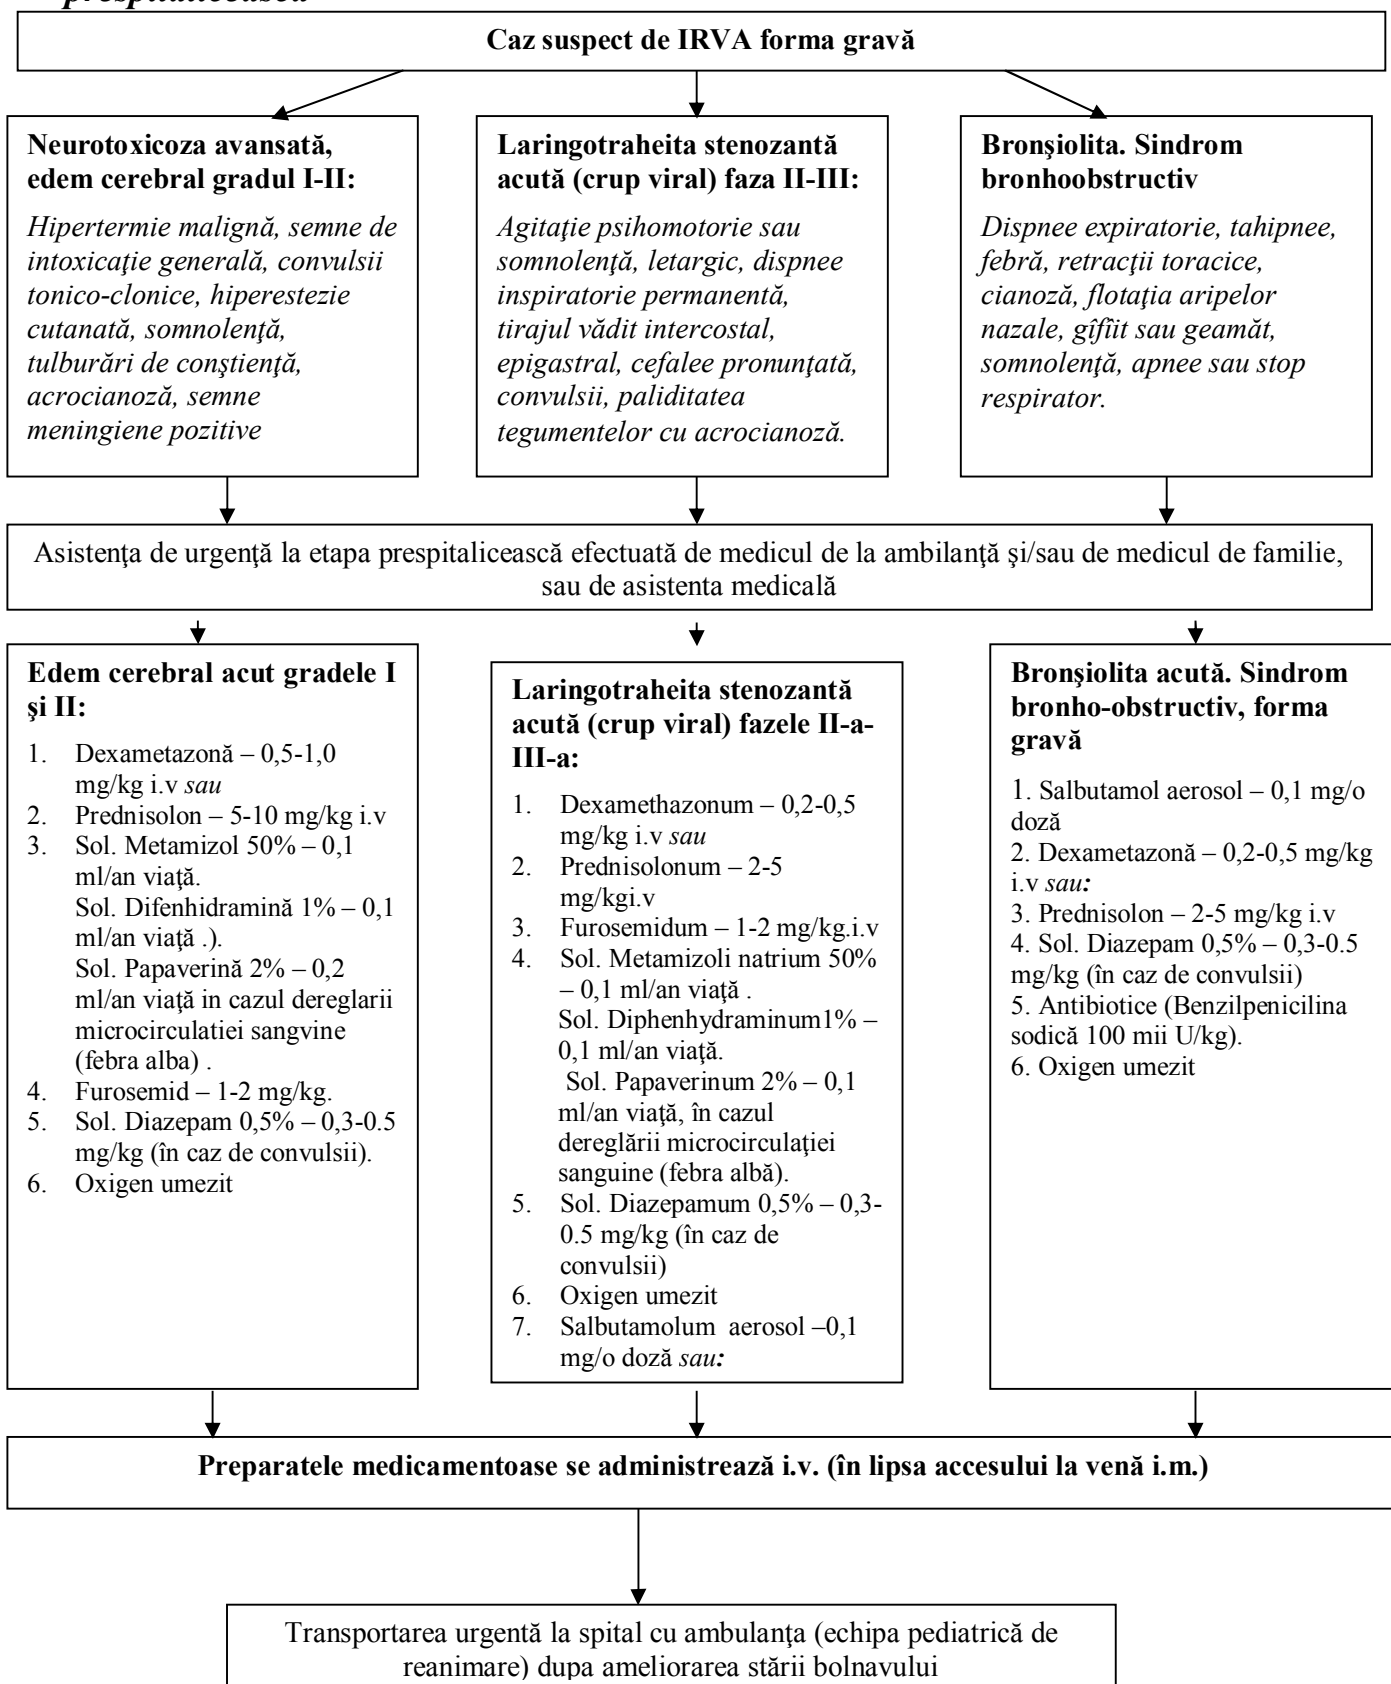 prespitalicească
Caz suspect de IRVA forma gravă
Neurotoxicoza avansată,
edem cerebral gradul I-II:
Hipertermie malignă, semne de
intoxicaţie generală, convulsii
tonico-clonice, hiperestezie
cutanată, somnolenţă,
tulburări de conştienţă,
acrocianoză, semne
meningiene pozitive
Laringotraheita stenozantă
acută (crup viral) faza II-III:
Agitaţie psihomotorie sau
somnolenţă, letargic, dispnee
inspiratorie permanentă,
tirajul vădit intercostal,
epigastral, cefalee pronunţată,
convulsii, paliditatea
tegumentelor cu acrocianoză.
Bronşiolita. Sindrom
bronhoobstructiv
Dispnee expiratorie, tahipnee,
febră, retracţii toracice,
cianoză, flotaţia aripelor
nazale, gîfîit sau geamăt,
somnolenţă, apnee sau stop
respirator.
Asistenţa de urgenţă la etapa prespitalicească efectuată de medicul de la ambilanţă şi/sau de medicul de familie,
sau de asistenta medicală
Edem cerebral acut gradele I
şi II:
1. Dexametazonă – 0,5-1,0
mg/kg i.v sau
2. Prednisolon – 5-10 mg/kg i.v
3. Sol. Metamizol 50% – 0,1
ml/an viaţă.
Sol. Difenhidramină 1% – 0,1
ml/an viaţă .).
Sol. Papaverină 2% – 0,2
ml/an viaţă in cazul dereglarii
microcirculatiei sangvine
(febra alba) .
4. Furosemid – 1-2 mg/kg.
5. Sol. Diazepam 0,5% – 0,3-0.5
mg/kg (în caz de convulsii).
6. Oxigen umezit
Laringotraheita stenozantă
acută (crup viral) fazele II-a-
III-a:
1. Dexamethazonum – 0,2-0,5
mg/kg i.v sau
2. Prednisolonum – 2-5
mg/kgi.v
3. Furosemidum – 1-2 mg/kg.i.v
4. Sol. Metamizoli natrium 50%
– 0,1 ml/an viaţă .
Sol. Diphenhydraminum1% –
0,1 ml/an viaţă.
Sol. Papaverinum 2% – 0,1
ml/an viaţă, în cazul
dereglării microcirculaţiei
sanguine (febra albă).
5. Sol. Diazepamum 0,5% – 0,3-
0.5 mg/kg (în caz de
convulsii)
6. Oxigen umezit
7. Salbutamolum aerosol –0,1
mg/o doză sau:
Bronşiolita acută. Sindrom
bronho-obstructiv, forma
gravă
1. Salbutamol aerosol – 0,1 mg/o
doză
2. Dexametazonă – 0,2-0,5 mg/kg
i.v sau:
3. Prednisolon – 2-5 mg/kg i.v
4. Sol. Diazepam 0,5% – 0,3-0.5
mg/kg (în caz de convulsii)
5. Antibiotice (Benzilpenicilina
sodică 100 mii U/kg).
6. Oxigen umezit
Preparatele medicamentoase se administrează i.v. (în lipsa accesului la venă i.m.)
Transportarea urgentă la spital cu ambulanţa (echipa pediatrică de
reanimare) dupa ameliorarea stării bolnavului